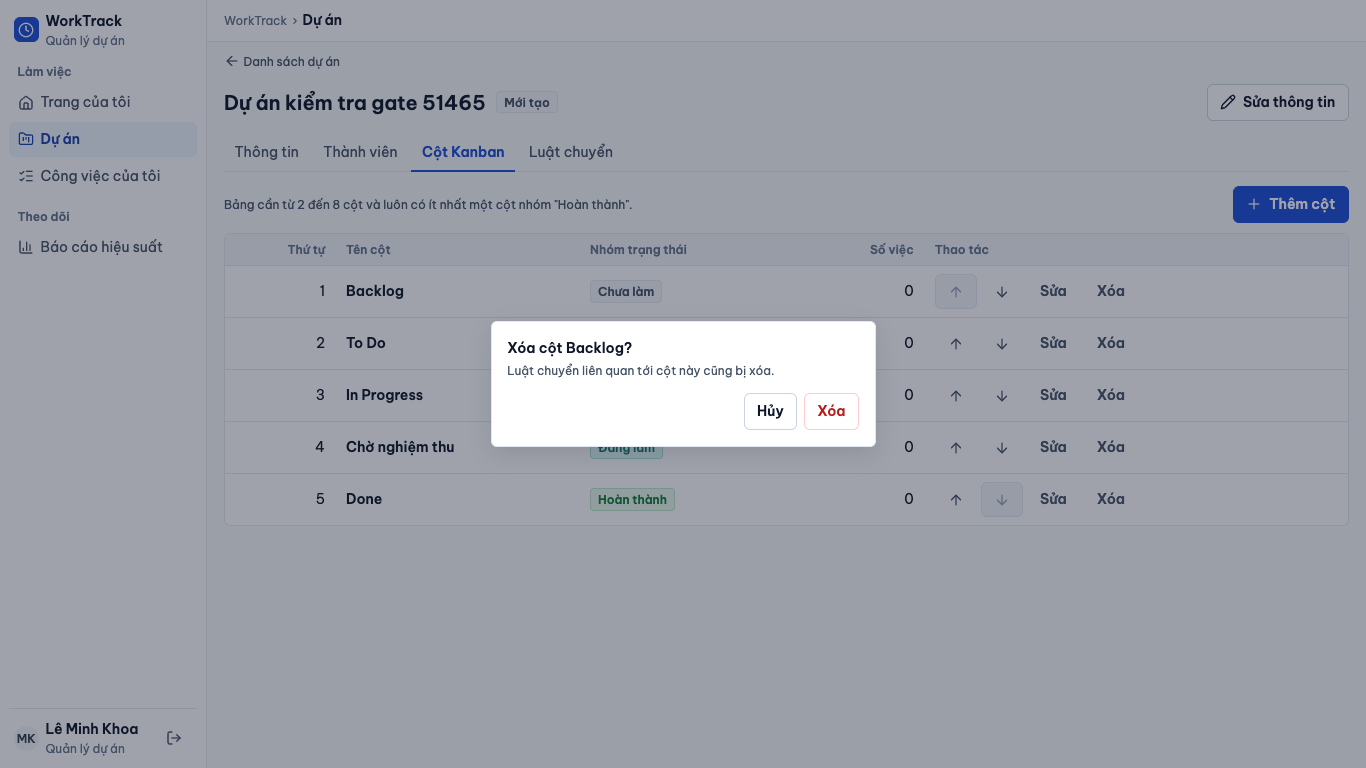 WorkTrack
Quản lý dự án
Làm việc
Trang của tôi
Dự án
Công việc của tôi
Theo dõi
Báo cáo hiệu suất
MK
Lê Minh Khoa
Quản lý dự án
WorkTrack › Dự án
← Danh sách dự án
Dự án kiểm tra gate 51465 Mới tạo
Sửa thông tin
Thông tin Thành viên Cột Kanban Luật chuyển
Bảng cần từ 2 đến 8 cột và luôn có ít nhất một cột nhóm "Hoàn thành".
+ Thêm cột
Thứ tự Tên cột Nhóm trạng thái Số việc Thao tác
1 Backlog Chưa làm 0 ↑ ↓ Sửa Xóa
2 To Do 0 ↑ ↓ Sửa Xóa
3 In Progress 0 ↑ ↓ Sửa Xóa
4 Chờ nghiệm thu Đang làm 0 ↑ ↓ Sửa Xóa
5 Done Hoàn thành 0 ↑ ↓ Sửa Xóa
Xóa cột Backlog?
Luật chuyển liên quan tới cột này cũng bị xóa.
Hủy Xóa